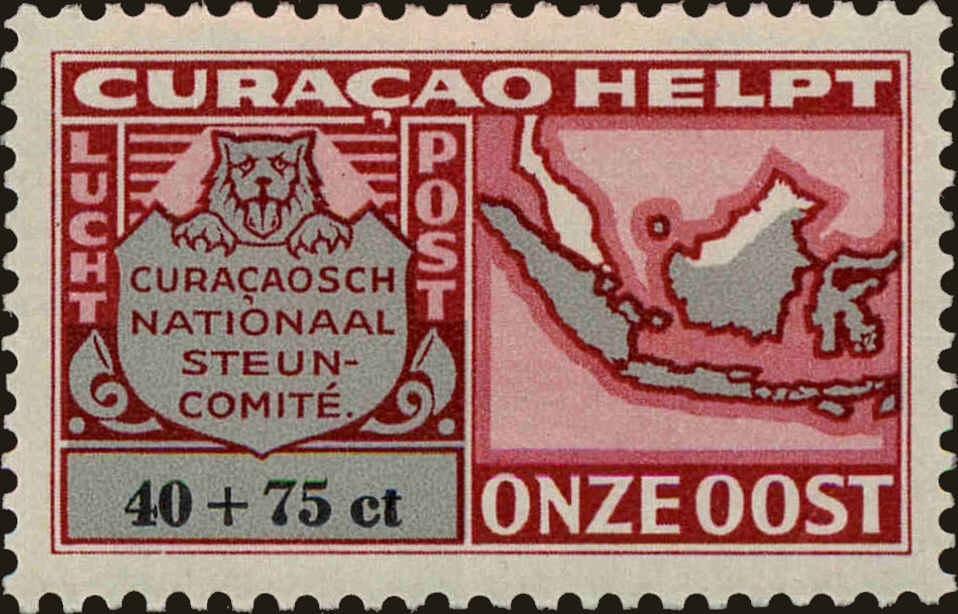 CURAÇAO HELPT
LUCHT
POST
CURAÇAOSCH
NATIONAAL
STEUN-
COMITÉ.
40 + 75 ct
ONZE OOST